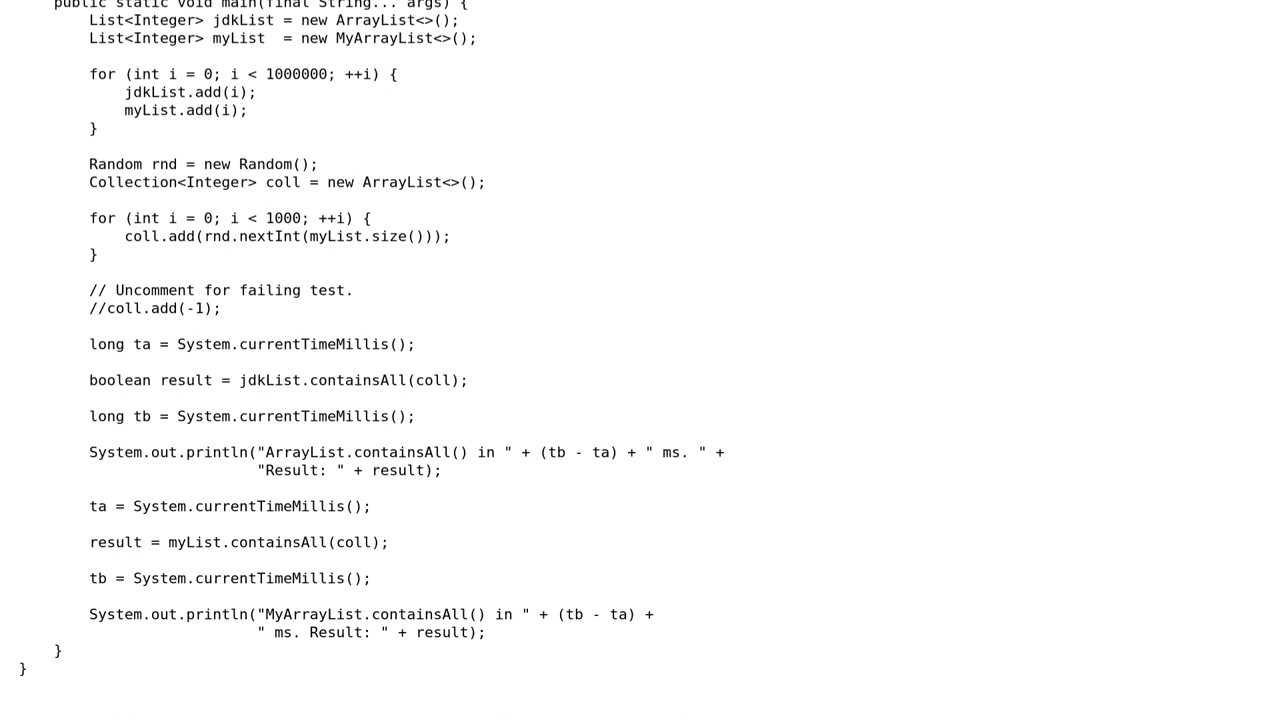 public static void main(final String... args) {
        List<Integer> jdkList = new ArrayList<>();
        List<Integer> myList  = new MyArrayList<>();

        for (int i = 0; i < 1000000; ++i) {
            jdkList.add(i);
            myList.add(i);
        }

        Random rnd = new Random();
        Collection<Integer> coll = new ArrayList<>();

        for (int i = 0; i < 1000; ++i) {
            coll.add(rnd.nextInt(myList.size()));
        }

        // Uncomment for failing test.
        //coll.add(-1);

        long ta = System.currentTimeMillis();

        boolean result = jdkList.containsAll(coll);

        long tb = System.currentTimeMillis();

        System.out.println("ArrayList.containsAll() in " + (tb - ta) + " ms. " +
                           "Result: " + result);

        ta = System.currentTimeMillis();

        result = myList.containsAll(coll);

        tb = System.currentTimeMillis();

        System.out.println("MyArrayList.containsAll() in " + (tb - ta) +
                           " ms. Result: " + result);
    }
}